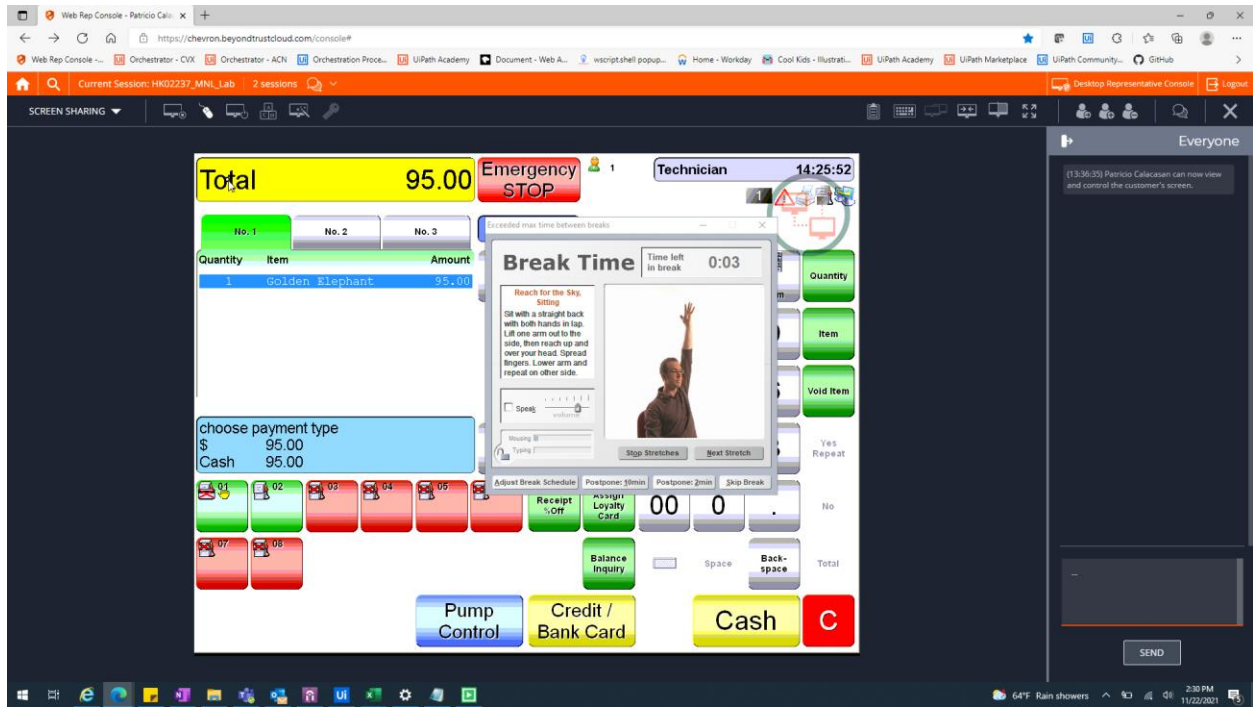 Web Rep Console - Patricio Cala
https://chevron.beyondtrustcloud.com/console#
Web Rep Console -... Orchestrator - CVX Orchestrator - ACN Orchestration Proce... UiPath Academy Document - Web A... wscript.shell popup... Home - Workday Cool Kids - Illustrati... UiPath Academy UiPath Marketplace UiPath Community... GitHub
Current Session: HK02237_MNL_Lab 2 sessions Desktop Representative Console Logout
SCREEN SHARING
Everyone
(13:36:35) Patricio Calacasan can now view
and control the customer's screen.
Total 95.00
Emergency
STOP
1
Technician 14:25:52
1
No. 1 No. 2 No. 3
Quantity Item Amount
1 Golden Elephant 95.00
Exceeded max time between breaks
Break Time
Time left
in break
0:03
Reach for the Sky,
Sitting
Sit with a straight back
with both hands in lap.
Lift one arm out to the
side, then reach up and
over your head. Spread
fingers. Lower arm and
repeat on other side.
Speak
volume
Mousing
Typing
Stop Stretches Next Stretch
Adjust Break Schedule Postpone: 10min Postpone: 2min Skip Break
Quantity
Item
Void Item
Yes
Repeat
choose payment type
$ 95.00
Cash 95.00
01 02 03 04 05
Receipt
%Off
Assign
Loyalty
Card
00 0 .
No
07 08
Balance
Inquiry
Space
Back-
space
Total
Pump
Control
Credit /
Bank Card
Cash
C
SEND
64°F Rain showers
2:30 PM
11/22/2021